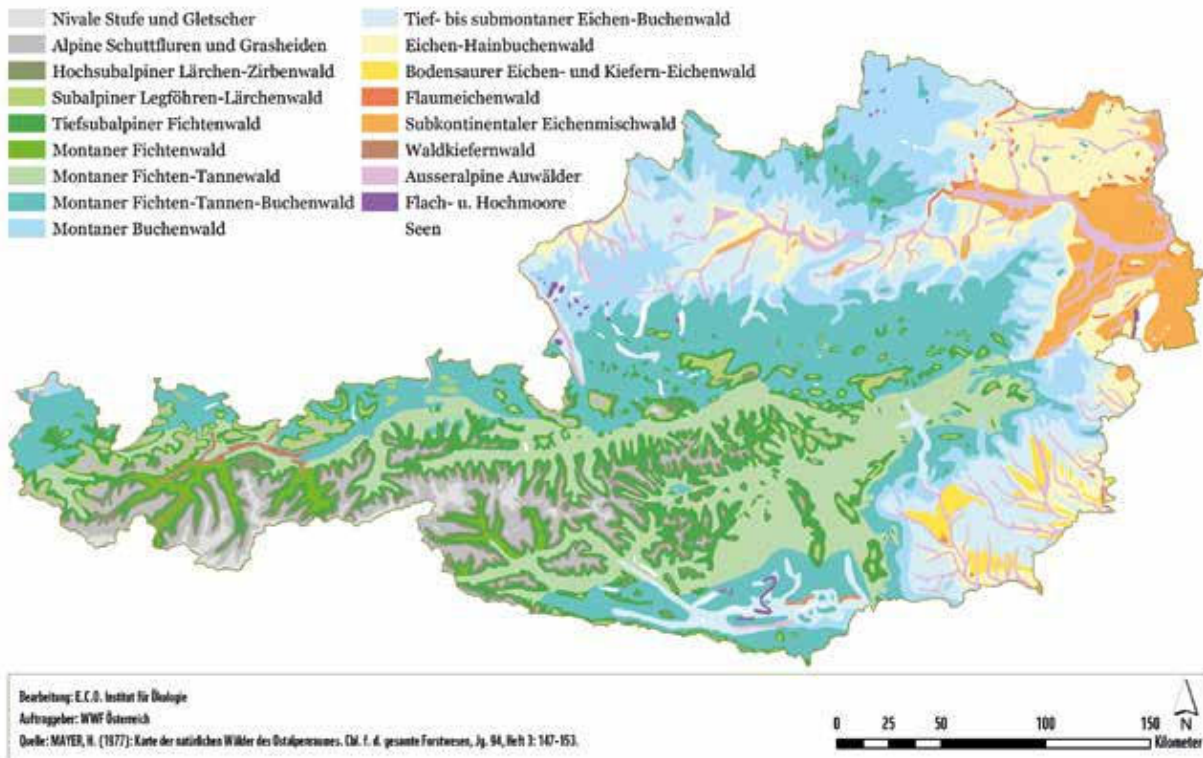 Nivale Stufe und Gletscher
Alpine Schuttfluren und Grasheiden
Hochsubalpiner Lärchen-Zirbenwald
Subalpiner Legföhren-Lärchenwald
Tiefsubalpiner Fichtenwald
Montaner Fichtenwald
Montaner Fichten-Tannewald
Montaner Fichten-Tannen-Buchenwald
Montaner Buchenwald
Tief- bis submontaner Eichen-Buchenwald
Eichen-Hainbuchenwald
Bodensaurer Eichen- und Kiefern-Eichenwald
Flaumeichenwald
Subkontinentaler Eichenmischwald
Waldkiefernwald
Ausseralpine Auwälder
Flach- u. Hochmoore
Seen
Bearbeitung: E.C.O. Institut für Ökologie
Auftraggeber: WWF Österreich
Quelle: MAYER, H. (1977): Karte der natürlichen Wälder des Ostalpenraumes. Cbl. f. d. gesamte Forstwesen, Jg. 94, Heft 3: 147-153.
0 25 50 100 150
Kilometer
N